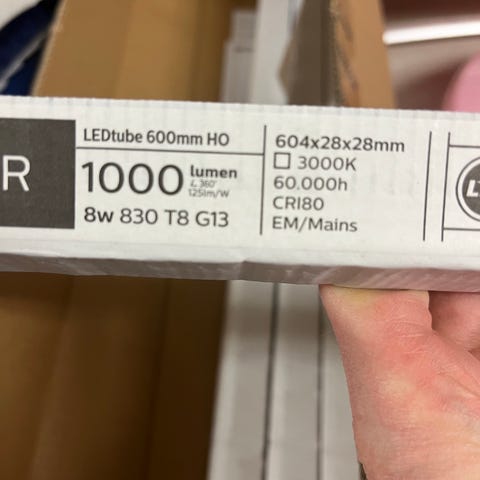 R
LEDtube 600mm HO
1000 lumen
∠ 360°
125lm/W
8w 830 T8 G13
604x28x28mm
☐ 3000K
60.000h
CRI80
EM/Mains